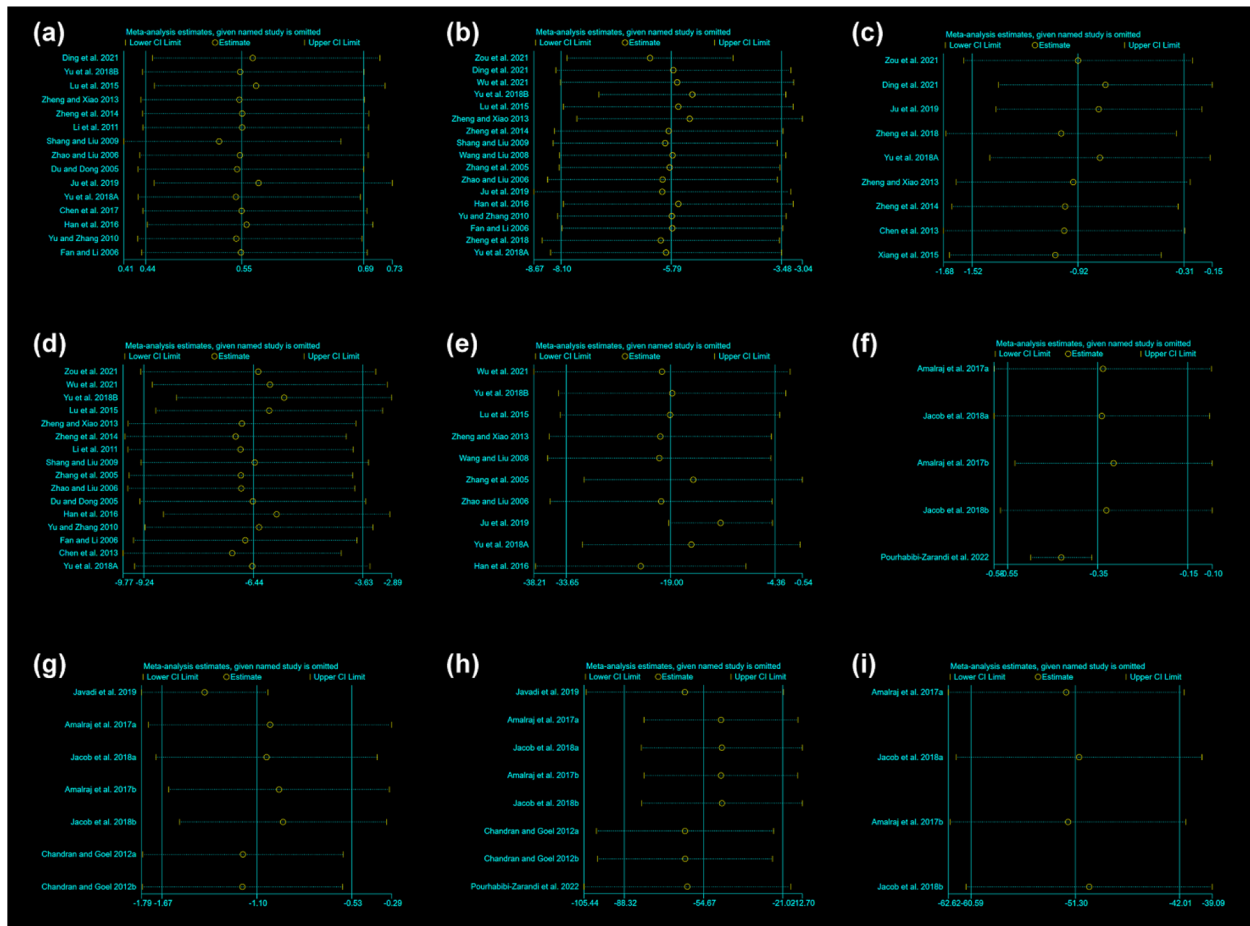 (a)
Meta-analysis estimates, given named study is omitted
Lower CI Limit Estimate Upper CI Limit
Ding et al. 2021
Yu et al. 2018B
Lu et al. 2015
Zheng and Xiao 2013
Zheng et al. 2014
Li et al. 2011
Shang and Liu 2009
Zhao and Liu 2006
Du and Dong 2005
Ju et al. 2019
Yu et al. 2018A
Chen et al. 2017
Han et al. 2016
Yu and Zhang 2010
Fan and Li 2006
0.41 0.44 0.55 0.69 0.73
(b)
Meta-analysis estimates, given named study is omitted
Lower CI Limit Estimate Upper CI Limit
Zou et al. 2021
Ding et al. 2021
Wu et al. 2021
Yu et al. 2018B
Lu et al. 2015
Zheng and Xiao 2013
Zheng et al. 2014
Shang and Liu 2009
Wang and Liu 2008
Zhang et al. 2005
Zhao and Liu 2006
Ju et al. 2019
Han et al. 2016
Yu and Zhang 2010
Fan and Li 2006
Zheng et al. 2018
Yu et al. 2018A
-8.67 -8.10 -5.79 -3.48 -3.04
(c)
Meta-analysis estimates, given named study is omitted
Lower CI Limit Estimate Upper CI Limit
Zou et al. 2021
Ding et al. 2021
Ju et al. 2019
Zheng et al. 2018
Yu et al. 2018A
Zheng and Xiao 2013
Zheng et al. 2014
Chen et al. 2013
Xiang et al. 2015
-1.68 -1.52 -0.92 -0.31 -0.15
(d)
Meta-analysis estimates, given named study is omitted
Lower CI Limit Estimate Upper CI Limit
Zou et al. 2021
Wu et al. 2021
Yu et al. 2018B
Lu et al. 2015
Zheng and Xiao 2013
Zheng et al. 2014
Li et al. 2011
Shang and Liu 2009
Zhang et al. 2005
Zhao and Liu 2006
Du and Dong 2005
Han et al. 2016
Yu and Zhang 2010
Fan and Li 2006
Chen et al. 2013
Yu et al. 2018A
-9.77 -9.24 -6.44 -3.63 -2.89
(e)
Meta-analysis estimates, given named study is omitted
Lower CI Limit Estimate Upper CI Limit
Wu et al. 2021
Yu et al. 2018B
Lu et al. 2015
Zheng and Xiao 2013
Wang and Liu 2008
Zhang et al. 2005
Zhao and Liu 2006
Ju et al. 2019
Yu et al. 2018A
Han et al. 2016
-38.21 -33.65 -19.00 -4.36 -0.54
(f)
Meta-analysis estimates, given named study is omitted
Lower CI Limit Estimate Upper CI Limit
Amalraj et al. 2017a
Jacob et al. 2018a
Amalraj et al. 2017b
Jacob et al. 2018b
Pourhabibi-Zarandi et al. 2022
-0.58 -0.55 -0.35 -0.15 -0.10
(g)
Meta-analysis estimates, given named study is omitted
Lower CI Limit Estimate Upper CI Limit
Javadi et al. 2019
Amalraj et al. 2017a
Jacob et al. 2018a
Amalraj et al. 2017b
Jacob et al. 2018b
Chandran and Goel 2012a
Chandran and Goel 2012b
-1.79 -1.67 -1.10 -0.53 -0.29
(h)
Meta-analysis estimates, given named study is omitted
Lower CI Limit Estimate Upper CI Limit
Javadi et al. 2019
Amalraj et al. 2017a
Jacob et al. 2018a
Amalraj et al. 2017b
Jacob et al. 2018b
Chandran and Goel 2012a
Chandran and Goel 2012b
Pourhabibi-Zarandi et al. 2022
-106.44 -88.32 -54.67 -21.02 12.70
(i)
Meta-analysis estimates, given named study is omitted
Lower CI Limit Estimate Upper CI Limit
Amalraj et al. 2017a
Jacob et al. 2018a
Amalraj et al. 2017b
Jacob et al. 2018b
-62.62 -60.59 -51.30 -42.01 -39.09